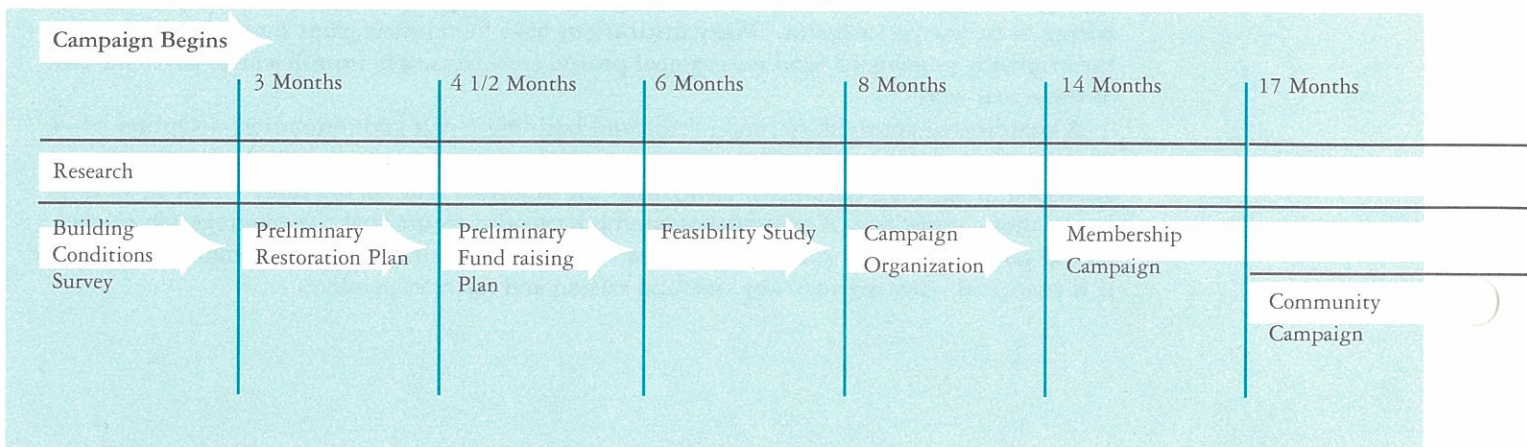 Campaign Begins
3 Months
4 1/2 Months
6 Months
8 Months
14 Months
17 Months
Research
Building
Conditions
Survey
Preliminary
Restoration Plan
Preliminary
Fund raising
Plan
Feasibility Study
Campaign
Organization
Membership
Campaign
Community
Campaign